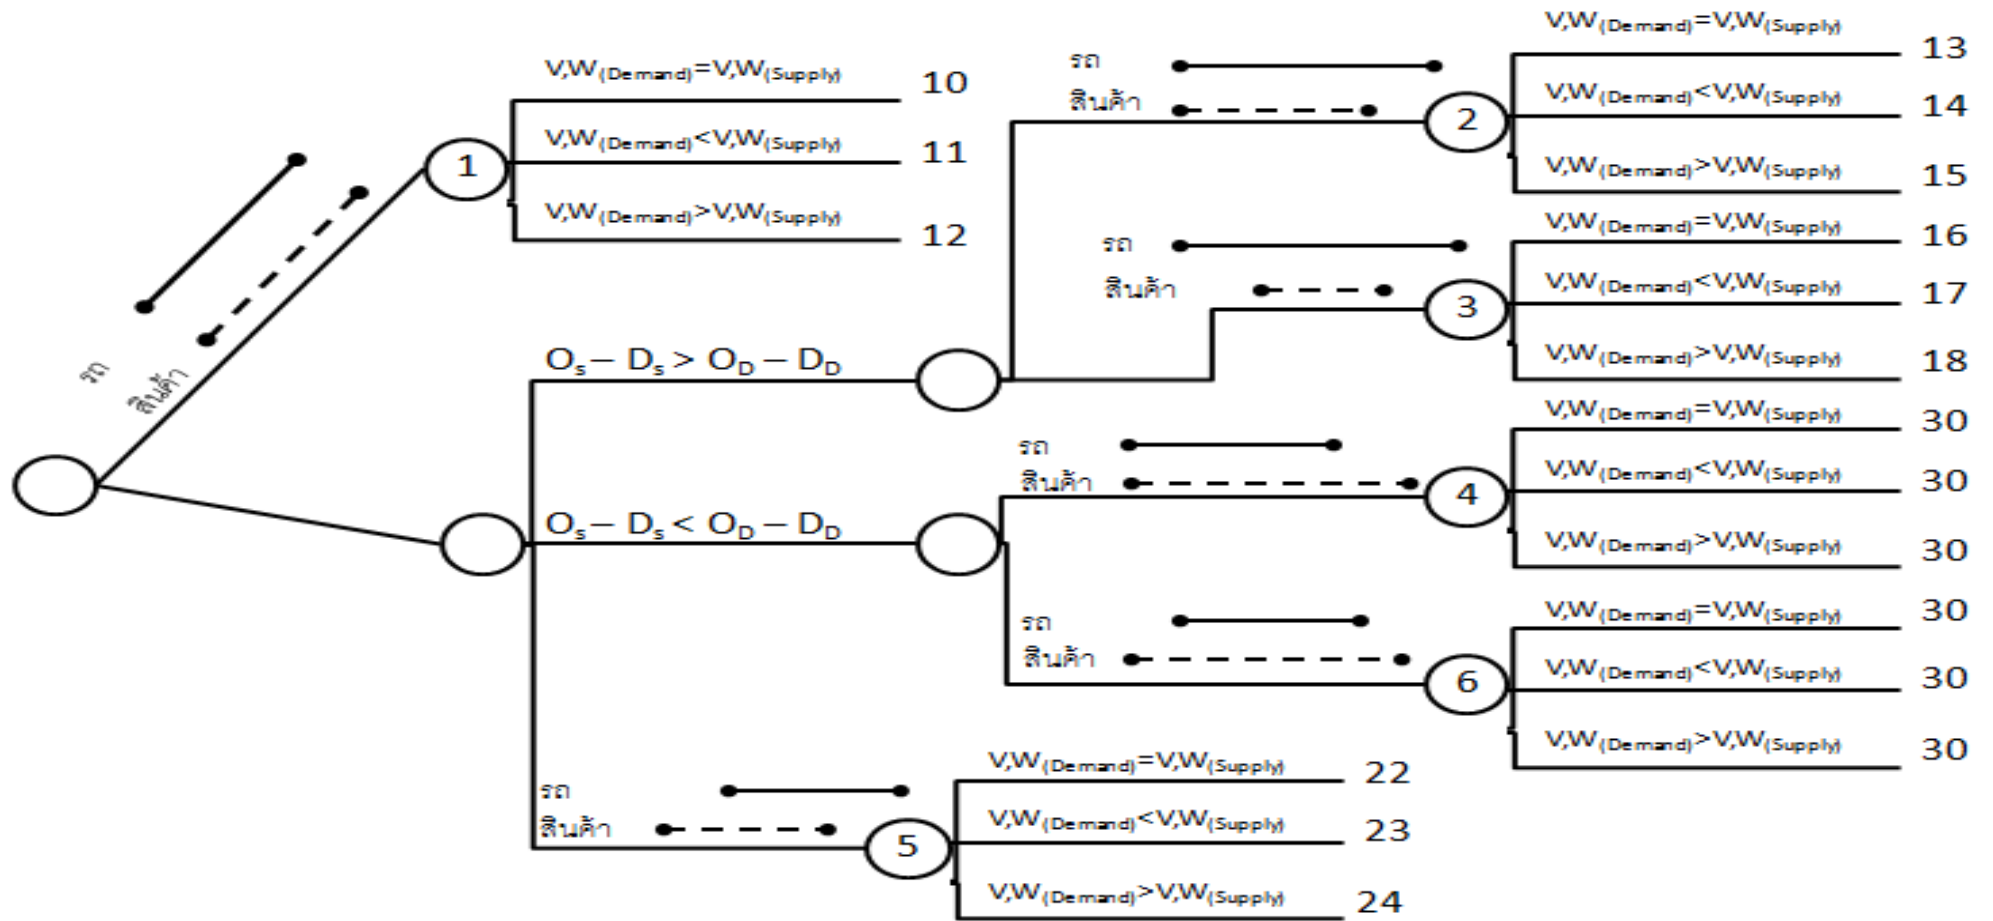 V,W(Demand)=V,W(Supply) 10
V,W(Demand)<V,W(Supply) 11
V,W(Demand)>V,W(Supply) 12
1
รถ
สินค้า
รถ
สินค้า
2
V,W(Demand)=V,W(Supply) 13
V,W(Demand)<V,W(Supply) 14
V,W(Demand)>V,W(Supply) 15
รถ
สินค้า
3
V,W(Demand)=V,W(Supply) 16
V,W(Demand)<V,W(Supply) 17
V,W(Demand)>V,W(Supply) 18
Os – Ds > OD – DD
Os – Ds < OD – DD
รถ
สินค้า
4
V,W(Demand)=V,W(Supply) 30
V,W(Demand)<V,W(Supply) 30
V,W(Demand)>V,W(Supply) 30
รถ
สินค้า
6
V,W(Demand)=V,W(Supply) 30
V,W(Demand)<V,W(Supply) 30
V,W(Demand)>V,W(Supply) 30
รถ
สินค้า
5
V,W(Demand)=V,W(Supply) 22
V,W(Demand)<V,W(Supply) 23
V,W(Demand)>V,W(Supply) 24